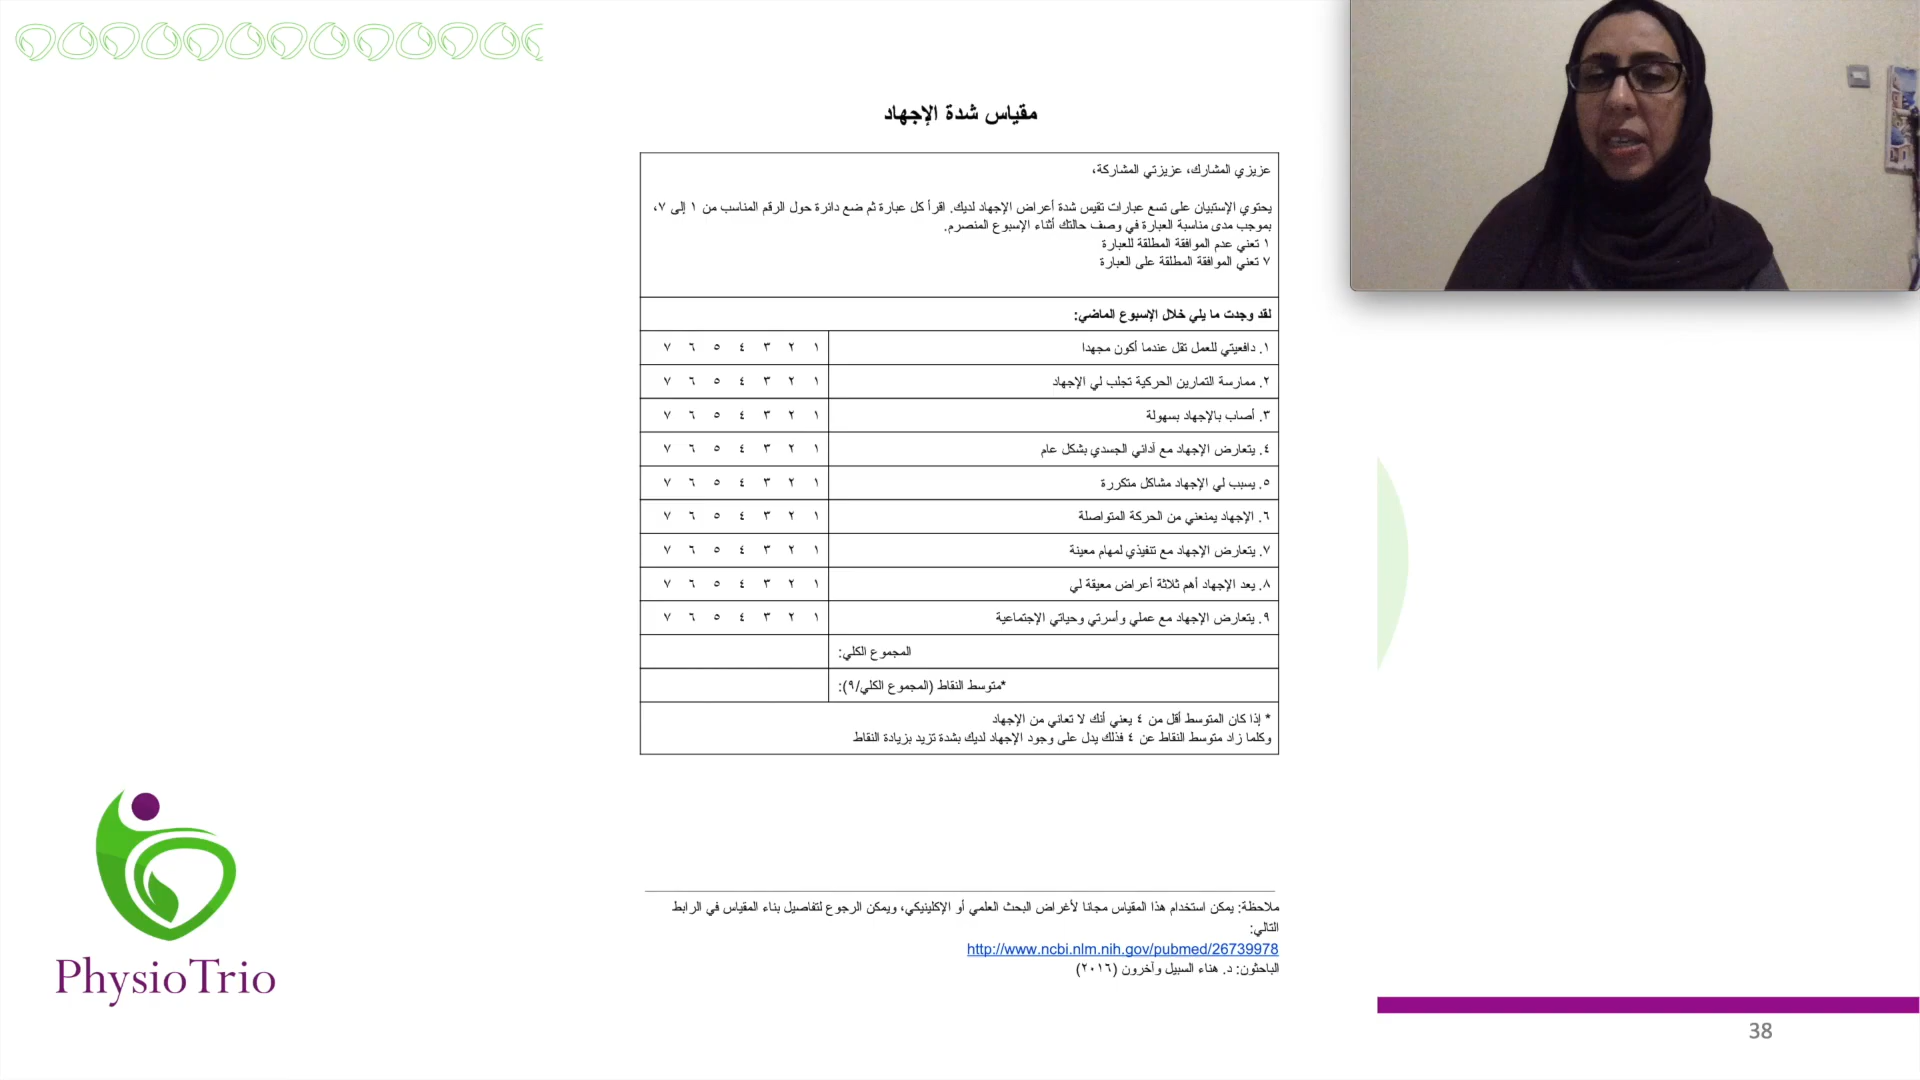 مقياس شدة الإجهاد
عزيزي المشارك، عزيزتي المشاركة،
يحتوي الإستبيان على تسع عبارات تقيس شدة أعراض الإجهاد لديك. اقرأ كل عبارة ثم ضع دائرة حول الرقم المناسب من ١ إلى ٧،
بموجب مدى مناسبة العبارة في وصف حالتك أثناء الإسبوع المنصرم.
١ تعني عدم الموافقة المطلقة للعبارة
٧ تعني الموافقة المطلقة على العبارة
لقد وجدت ما يلي خلال الإسبوع الماضي:
١. دافعيتي للعمل تقل عندما أكون مجهدا ١ ٢ ٣ ٤ ٥ ٦ ٧
٢. ممارسة التمارين الحركية تجلب لي الإجهاد ١ ٢ ٣ ٤ ٥ ٦ ٧
٣. أصاب بالإجهاد بسهولة ١ ٢ ٣ ٤ ٥ ٦ ٧
٤. يتعارض الإجهاد مع آدائي الجسدي بشكل عام ١ ٢ ٣ ٤ ٥ ٦ ٧
٥. يسبب لي الإجهاد مشاكل متكررة ١ ٢ ٣ ٤ ٥ ٦ ٧
٦. الإجهاد يمنعني من الحركة المتواصلة ١ ٢ ٣ ٤ ٥ ٦ ٧
٧. يتعارض الإجهاد مع تنفيذي لمهام معينة ١ ٢ ٣ ٤ ٥ ٦ ٧
٨. يعد الإجهاد أهم ثلاثة أعراض معيقة لي ١ ٢ ٣ ٤ ٥ ٦ ٧
٩. يتعارض الإجهاد مع عملي وأسرتي وحياتي الإجتماعية ١ ٢ ٣ ٤ ٥ ٦ ٧
المجموع الكلي:
*متوسط النقاط (المجموع الكلي/٩):
* إذا كان المتوسط أقل من ٤ يعني أنك لا تعاني من الإجهاد
وكلما زاد متوسط النقاط عن ٤ فذلك يدل على وجود الإجهاد لديك بشدة تزيد بزيادة النقاط
ملاحظة: يمكن استخدام هذا المقياس مجانا لأغراض البحث العلمي أو الإكلينيكي، ويمكن الرجوع لتفاصيل بناء المقياس في الرابط
التالي:
http://www.ncbi.nlm.nih.gov/pubmed/26739978
الباحثون: د. هناء السبيل وآخرون (٢٠١٦)
PhysioTrio
38